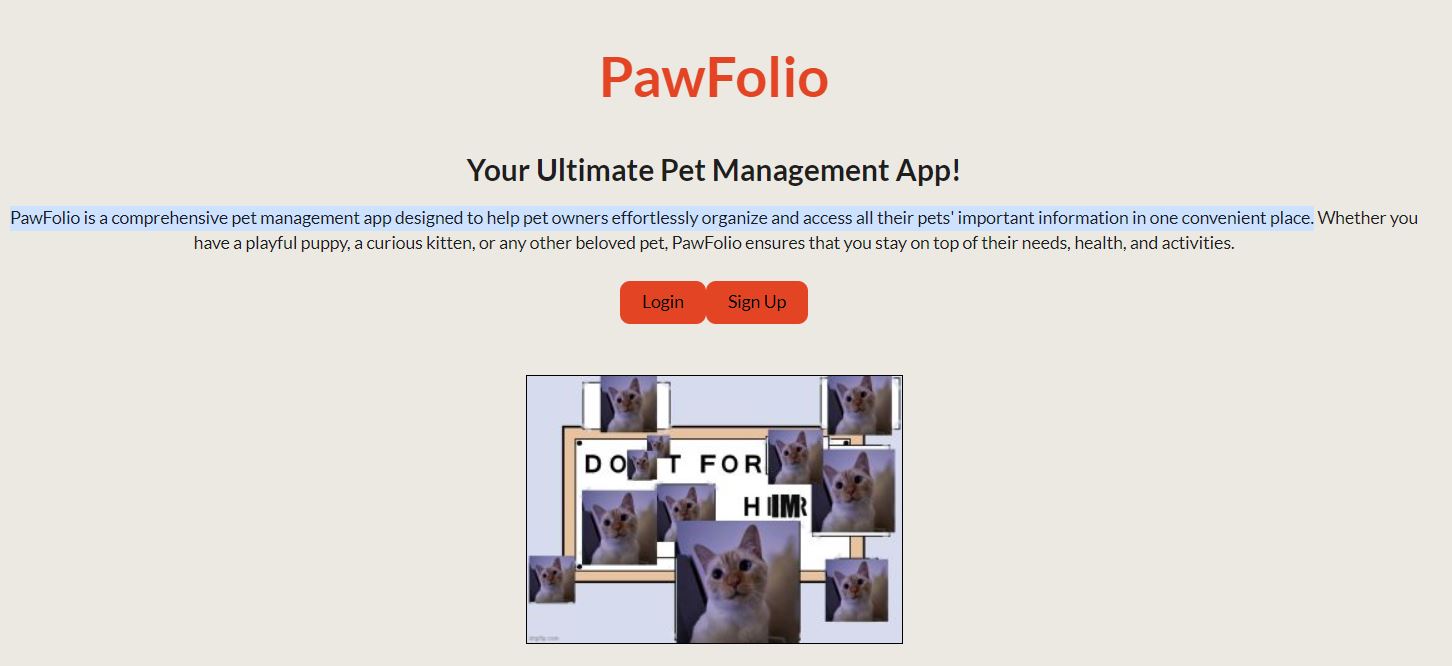 PawFolio
Your Ultimate Pet Management App!
PawFolio is a comprehensive pet management app designed to help pet owners effortlessly organize and access all their pets' important information in one convenient place. Whether you
have a playful puppy, a curious kitten, or any other beloved pet, PawFolio ensures that you stay on top of their needs, health, and activities.
Login Sign Up
DO T FOR
H
imgflip.com